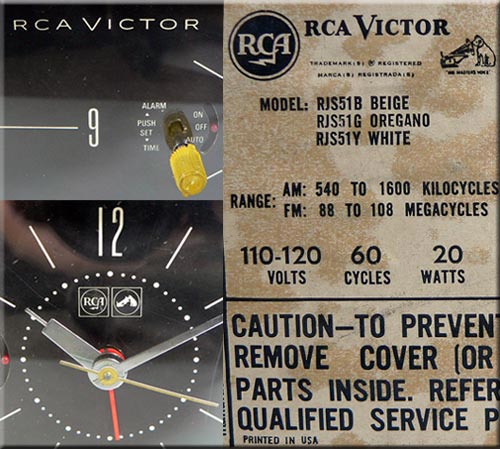 RCA VICTOR
9
ALARM
PUSH
SET
TIME
ON
OFF
AUTO
12
RCA
RCA
RCA VICTOR
TRADEMARK(S) ® REGISTERED
MARCA(S) REGISTRADA(S)
"HIS MASTER'S VOICE"
MODEL: RJS51B BEIGE
RJS51G OREGANO
RJS51Y WHITE
RANGE: AM: 540 TO 1600 KILOCYCLES
FM: 88 TO 108 MEGACYCLES
110-120 60 20
VOLTS CYCLES WATTS
CAUTION—TO PREVENT
REMOVE COVER (OR
PARTS INSIDE. REFER
QUALIFIED SERVICE P
PRINTED IN USA